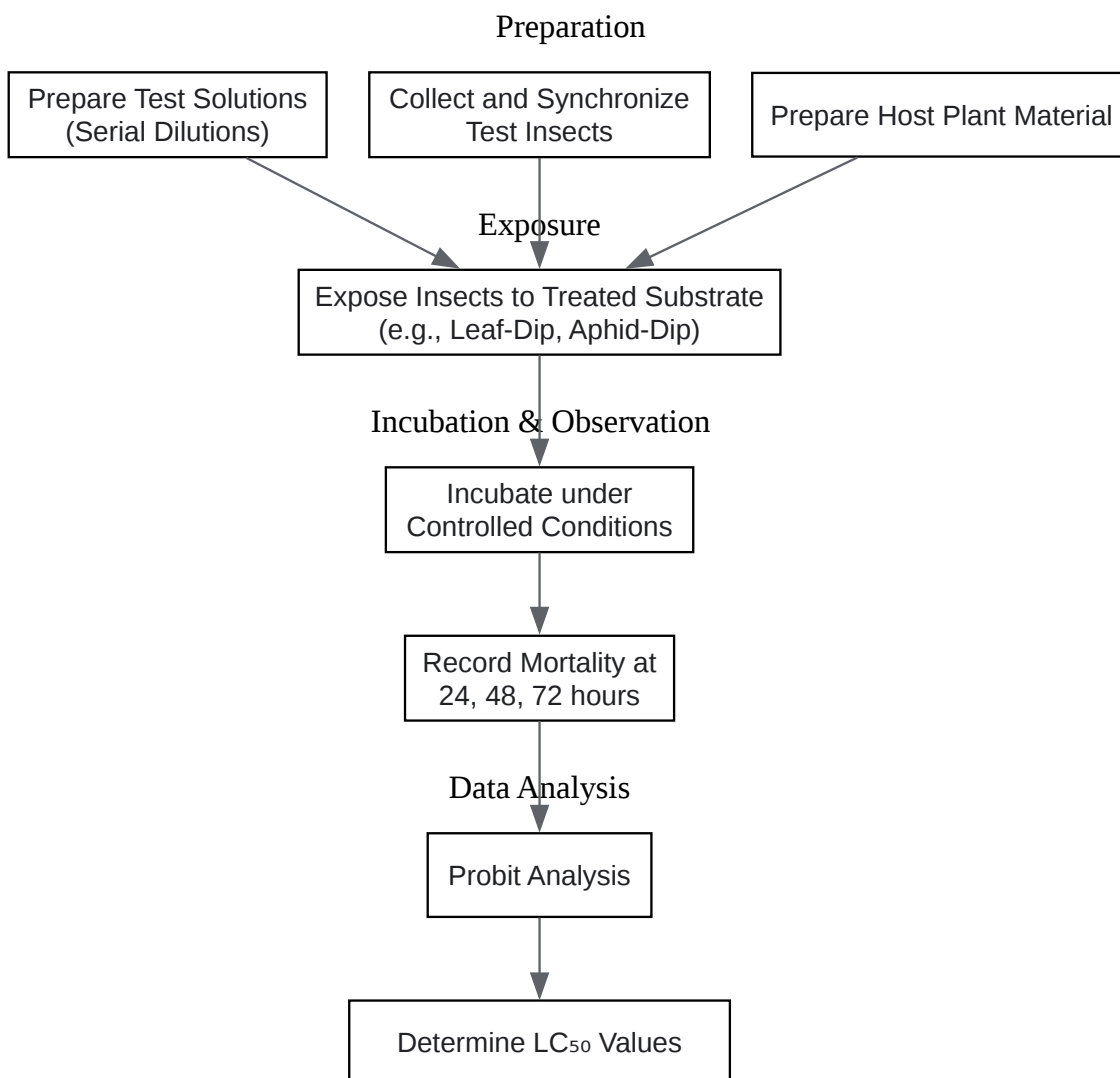 Preparation
Prepare Test Solutions
(Serial Dilutions)
Collect and Synchronize
Test Insects
Prepare Host Plant Material
Exposure
Expose Insects to Treated Substrate
(e.g., Leaf-Dip, Aphid-Dip)
Incubation & Observation
Incubate under
Controlled Conditions
Record Mortality at
24, 48, 72 hours
Data Analysis
Probit Analysis
Determine LC₅₀ Values